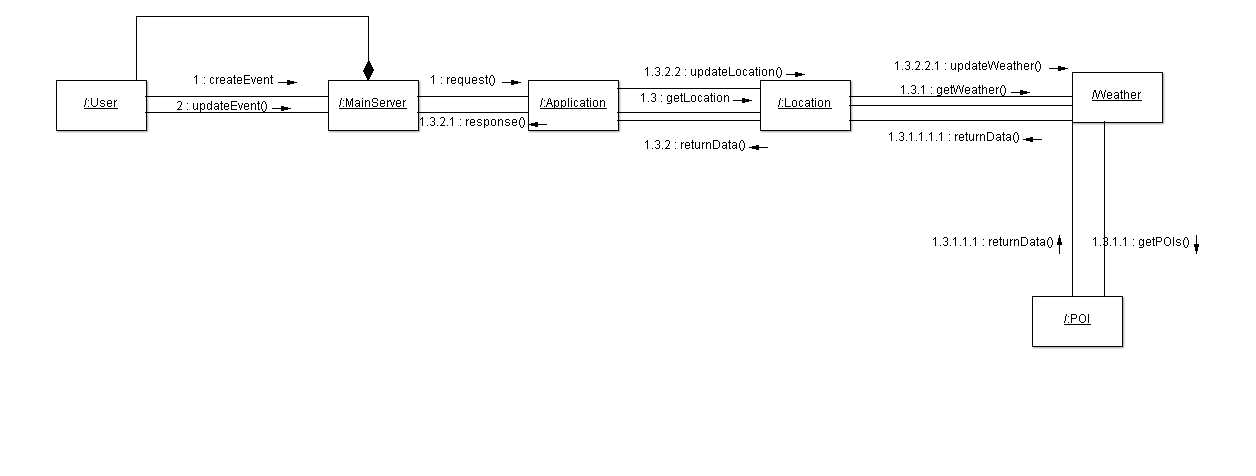 1.3.2.2.1 : updateWeather()
1.3.2.2 : updateLocation()
1 : createEvent
1 : request()
1.3.1 : getWeather()
/Weather
1.3 : getLocation
/:User
/:MainServer
/:Application
/:Location
2 : updateEvent()
1.3.2.1 : response()
1.3.1.1.1.1 : returnData()
1.3.2 : returnData()
1.3.1.1.1 : returnData()
1.3.1.1 : getPOIs()
/:POI